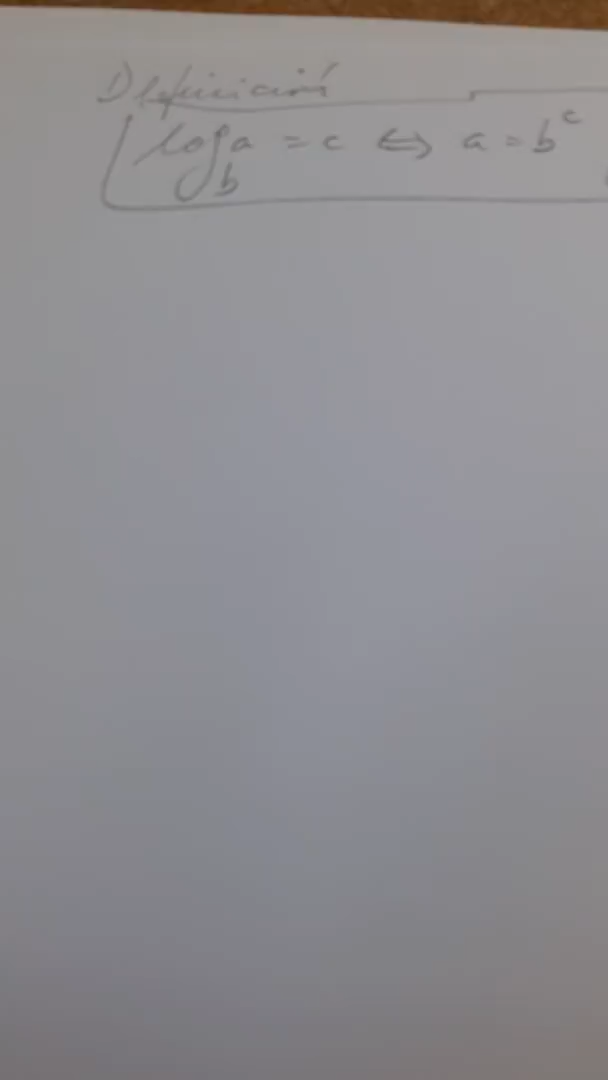 Definición
log_b a = c ⇔ a = b^c